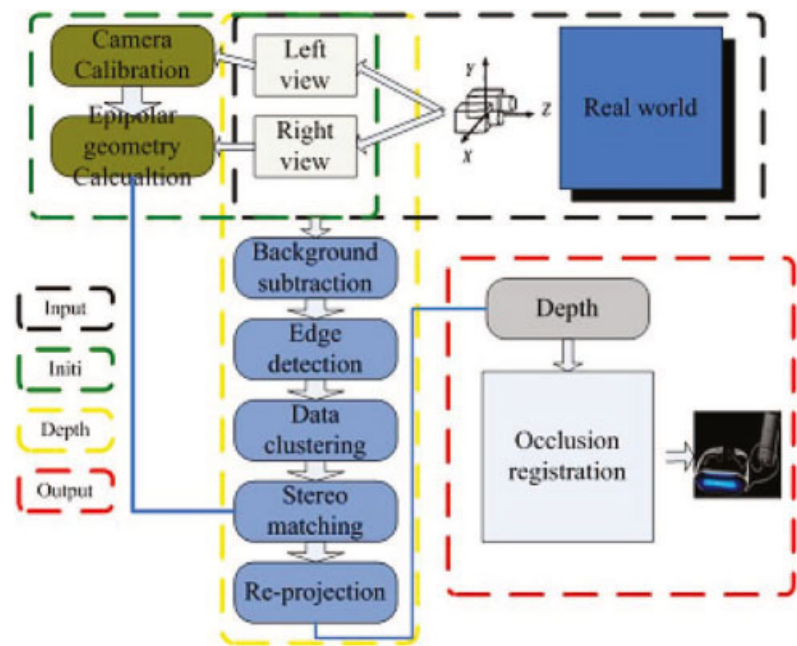 Camera
Calibration
Epipolar
geometry
Calcualtion
Left
view
Right
view
Y
Z
X
Real world
Background
subtraction
Edge
detection
Data
clustering
Stereo
matching
Re-projection
Input
Initi
Depth
Output
Depth
Occlusion
registration